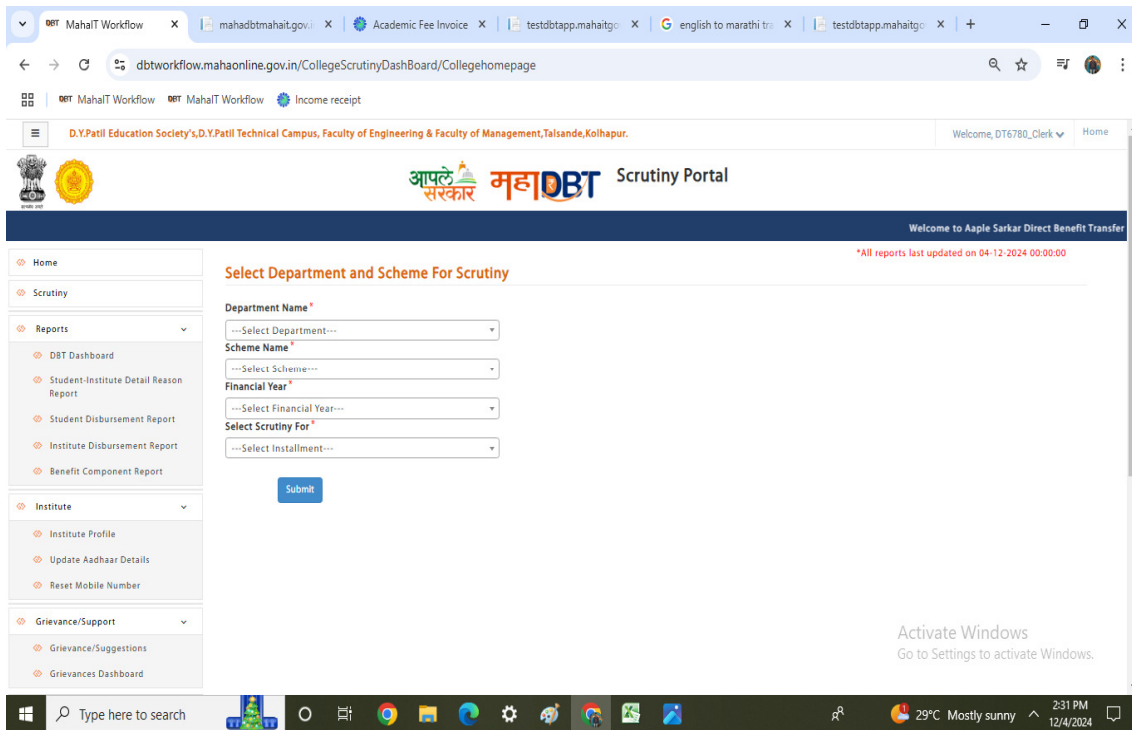 DBT MahaIT Workflow
mahadbtmahait.gov.i
Academic Fee Invoice
testdbtapp.mahaitgo
english to marathi tra
testdbtapp.mahaitgo
dbtworkflow.mahaonline.gov.in/CollegeScrutinyDashBoard/Collegehomepage
DBT MahaIT Workflow DBT MahaIT Workflow Income receipt
D.Y.Patil Education Society's,D.Y.Patil Technical Campus, Faculty of Engineering & Faculty of Management,Talsande,Kolhapur.
Welcome, DT6780_Clerk
Home
आपले सरकार
महाDBT
Scrutiny Portal
Welcome to Aaple Sarkar Direct Benefit Transfer
*All reports last updated on 04-12-2024 00:00:00
Home
Scrutiny
Reports
DBT Dashboard
Student-Institute Detail Reason
Report
Student Disbursement Report
Institute Disbursement Report
Benefit Component Report
Institute
Institute Profile
Update Aadhaar Details
Reset Mobile Number
Grievance/Support
Grievance/Suggestions
Grievances Dashboard
Select Department and Scheme For Scrutiny
Department Name*
---Select Department---
Scheme Name*
---Select Scheme---
Financial Year*
---Select Financial Year---
Select Scrutiny For*
---Select Installment---
Submit
Activate Windows
Go to Settings to activate Windows.
Type here to search
1
29°C Mostly sunny
2:31 PM
12/4/2024